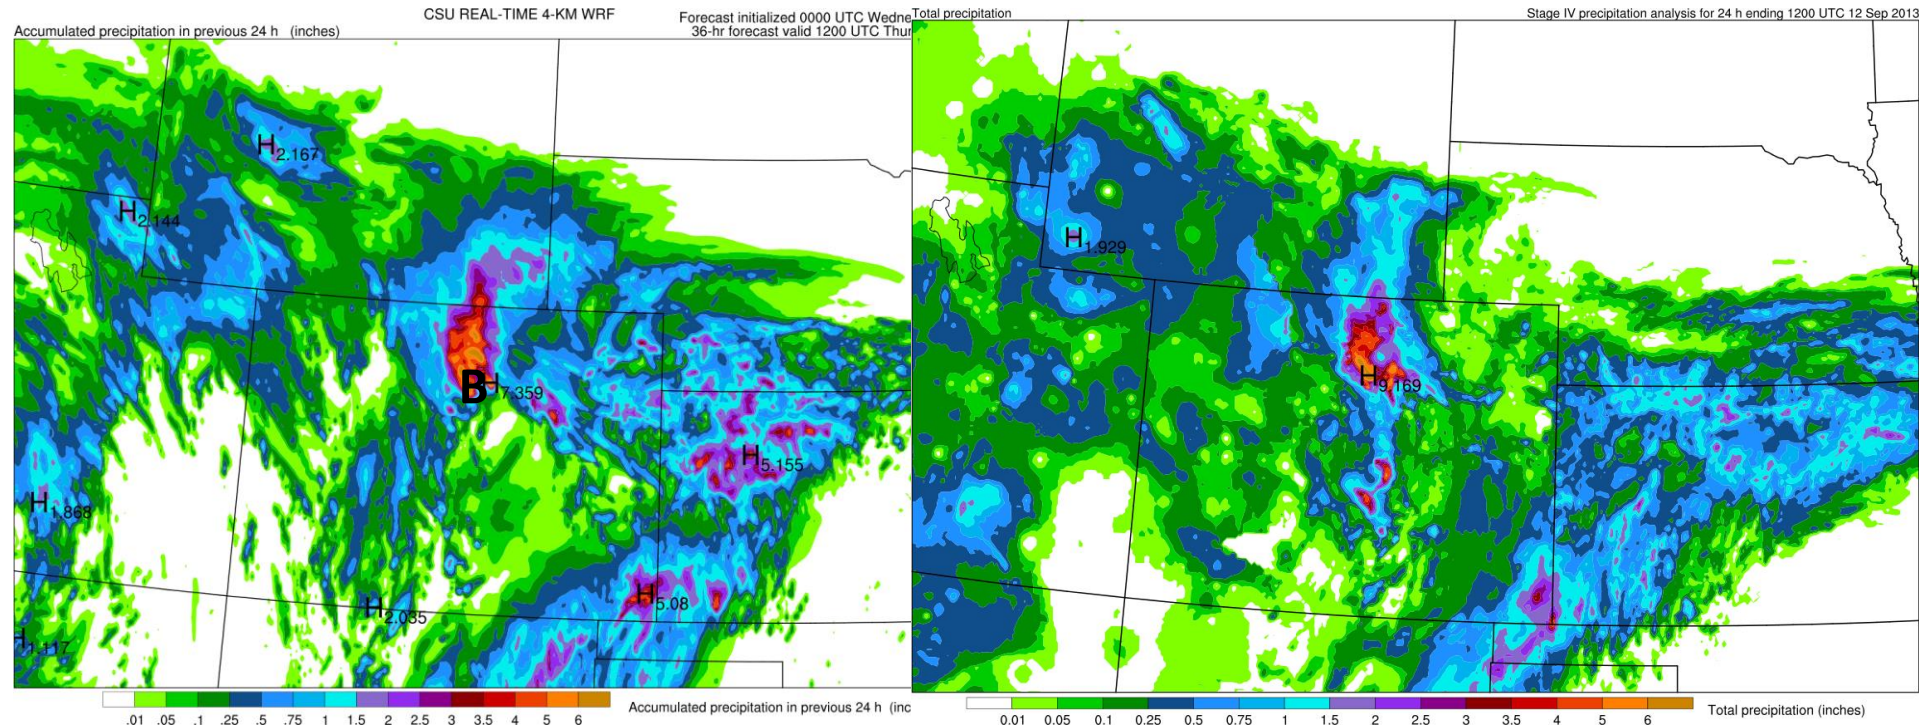 CSU REAL-TIME 4-KM WRF
Forecast initialized 0000 UTC Wedne
Accumulated precipitation in previous 24 h (inches)
36-hr forecast valid 1200 UTC Thur
H2.167
H2.144
B
H7.359
H5.155
H1.868
H5.08
H2.035
H1.117
.01 .05 .1 .25 .5 .75 1 1.5 2 2.5 3 3.5 4 5 6
Accumulated precipitation in previous 24 h (inc
Total precipitation
Stage IV precipitation analysis for 24 h ending 1200 UTC 12 Sep 2013
H1.929
H9.169
0.01 0.05 0.1 0.25 0.5 0.75 1 1.5 2 2.5 3 3.5 4 5 6
Total precipitation (inches)